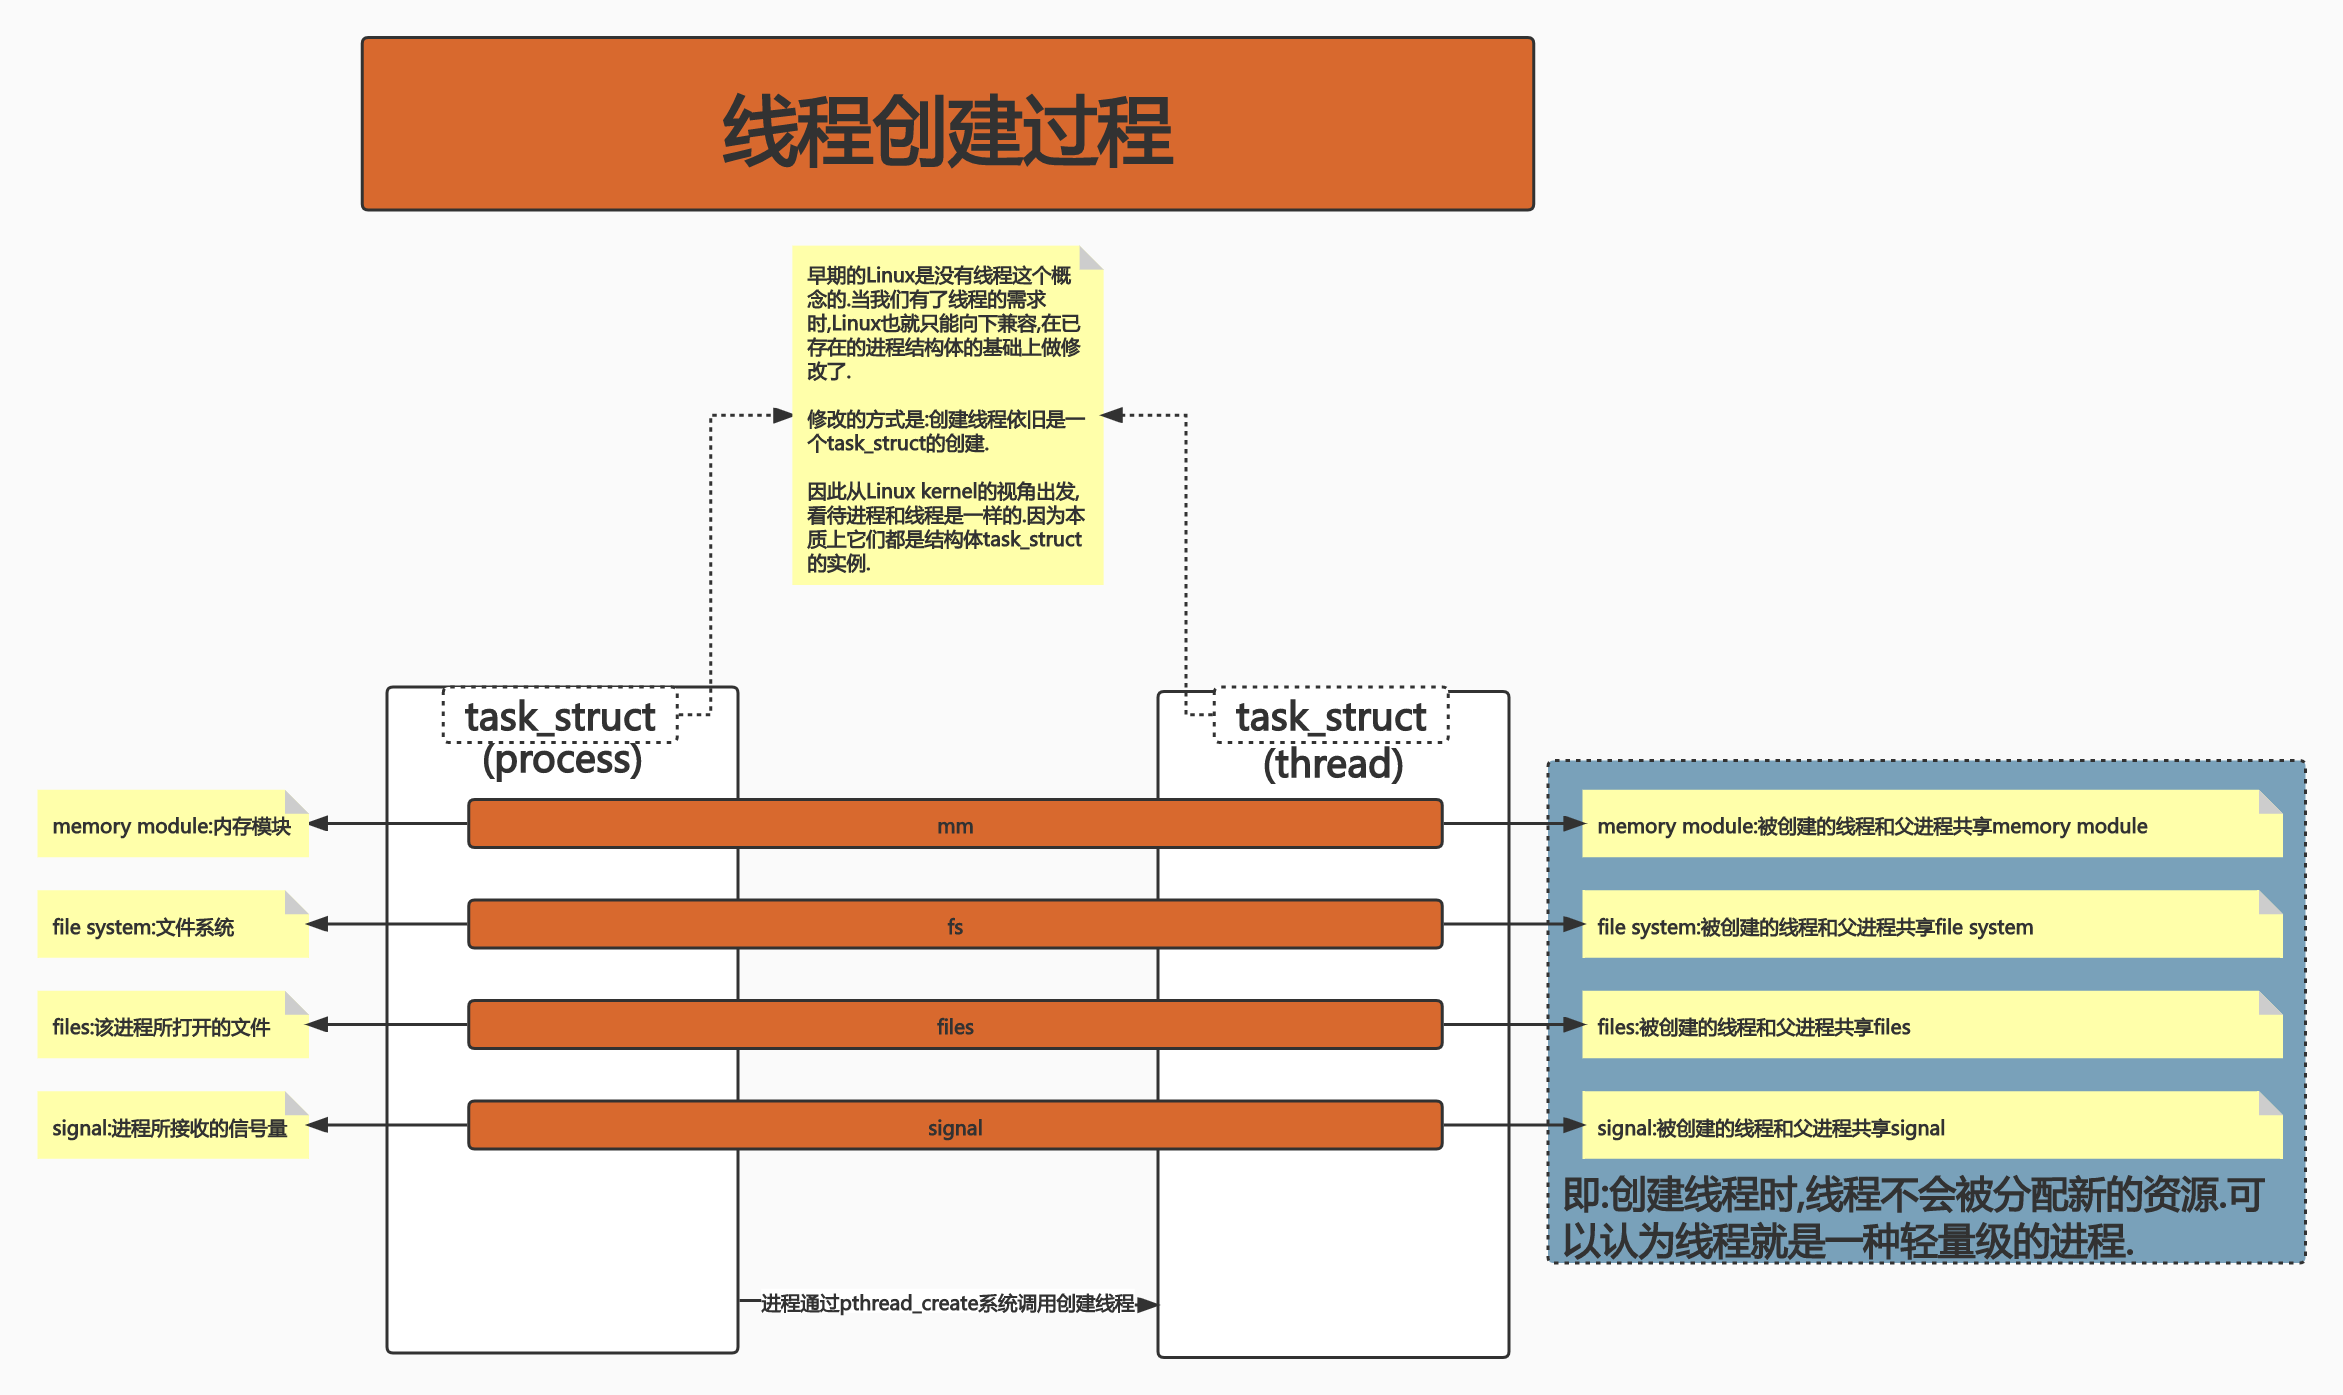 线程创建过程
早期的Linux是没有线程这个概
念的.当我们有了线程的需求
时,Linux也就只能向下兼容,在已
存在的进程结构体的基础上做修
改了.
修改的方式是:创建线程依旧是一
个task_struct的创建.
因此从Linux kernel的视角出发,
看待进程和线程是一样的.因为本
质上它们都是结构体task_struct
的实例.
task_struct
(process)
task_struct
(thread)
memory module:内存模块
mm
memory module:被创建的线程和父进程共享memory module
file system:文件系统
fs
file system:被创建的线程和父进程共享file system
files:该进程所打开的文件
files
files:被创建的线程和父进程共享files
signal:进程所接收的信号量
signal
signal:被创建的线程和父进程共享signal
即:创建线程时,线程不会被分配新的资源.可
以认为线程就是一种轻量级的进程.
进程通过pthread_create系统调用创建线程